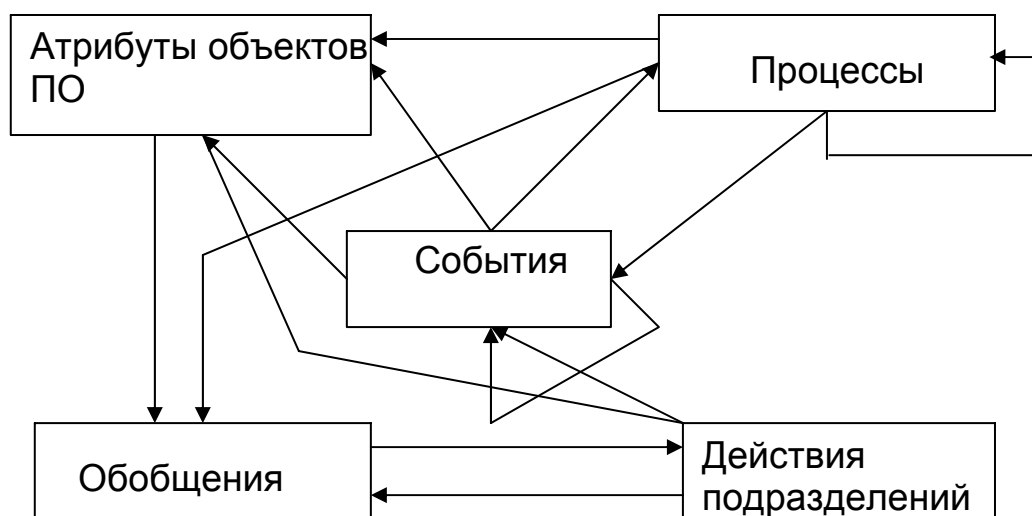 Атрибуты объектов
ПО
Процессы
События
Обобщения
Действия
подразделений